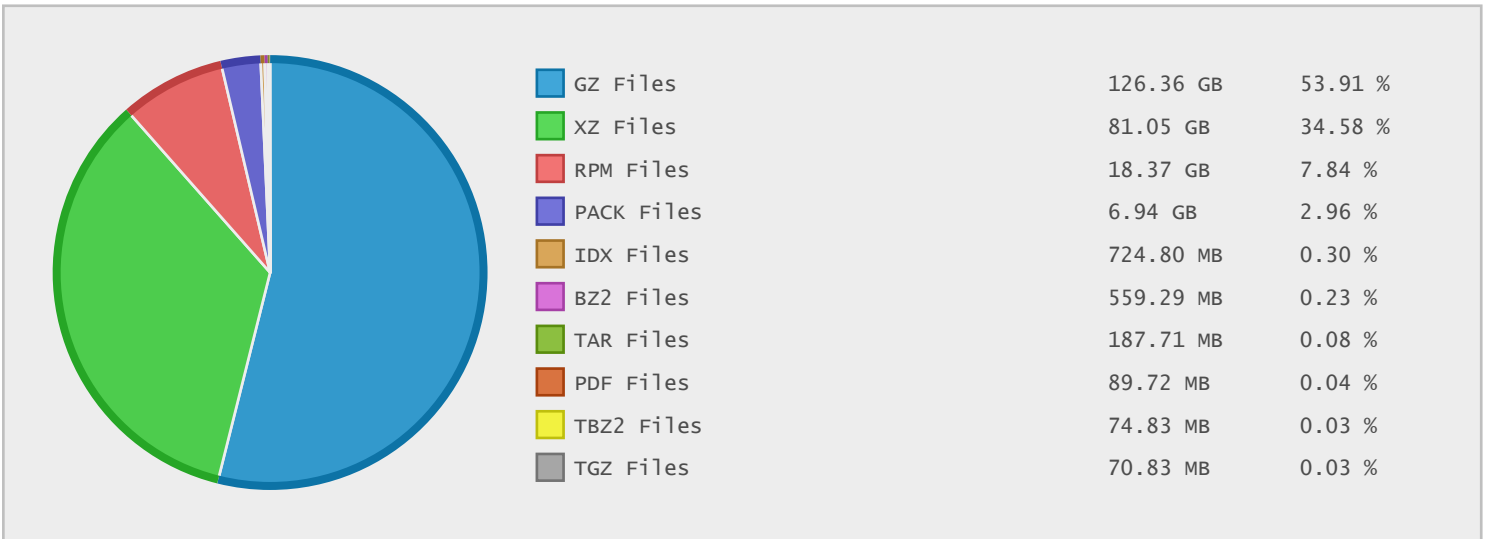 GZ Files 126.36 GB 53.91 %
XZ Files 81.05 GB 34.58 %
RPM Files 18.37 GB 7.84 %
PACK Files 6.94 GB 2.96 %
IDX Files 724.80 MB 0.30 %
BZ2 Files 559.29 MB 0.23 %
TAR Files 187.71 MB 0.08 %
PDF Files 89.72 MB 0.04 %
TBZ2 Files 74.83 MB 0.03 %
TGZ Files 70.83 MB 0.03 %